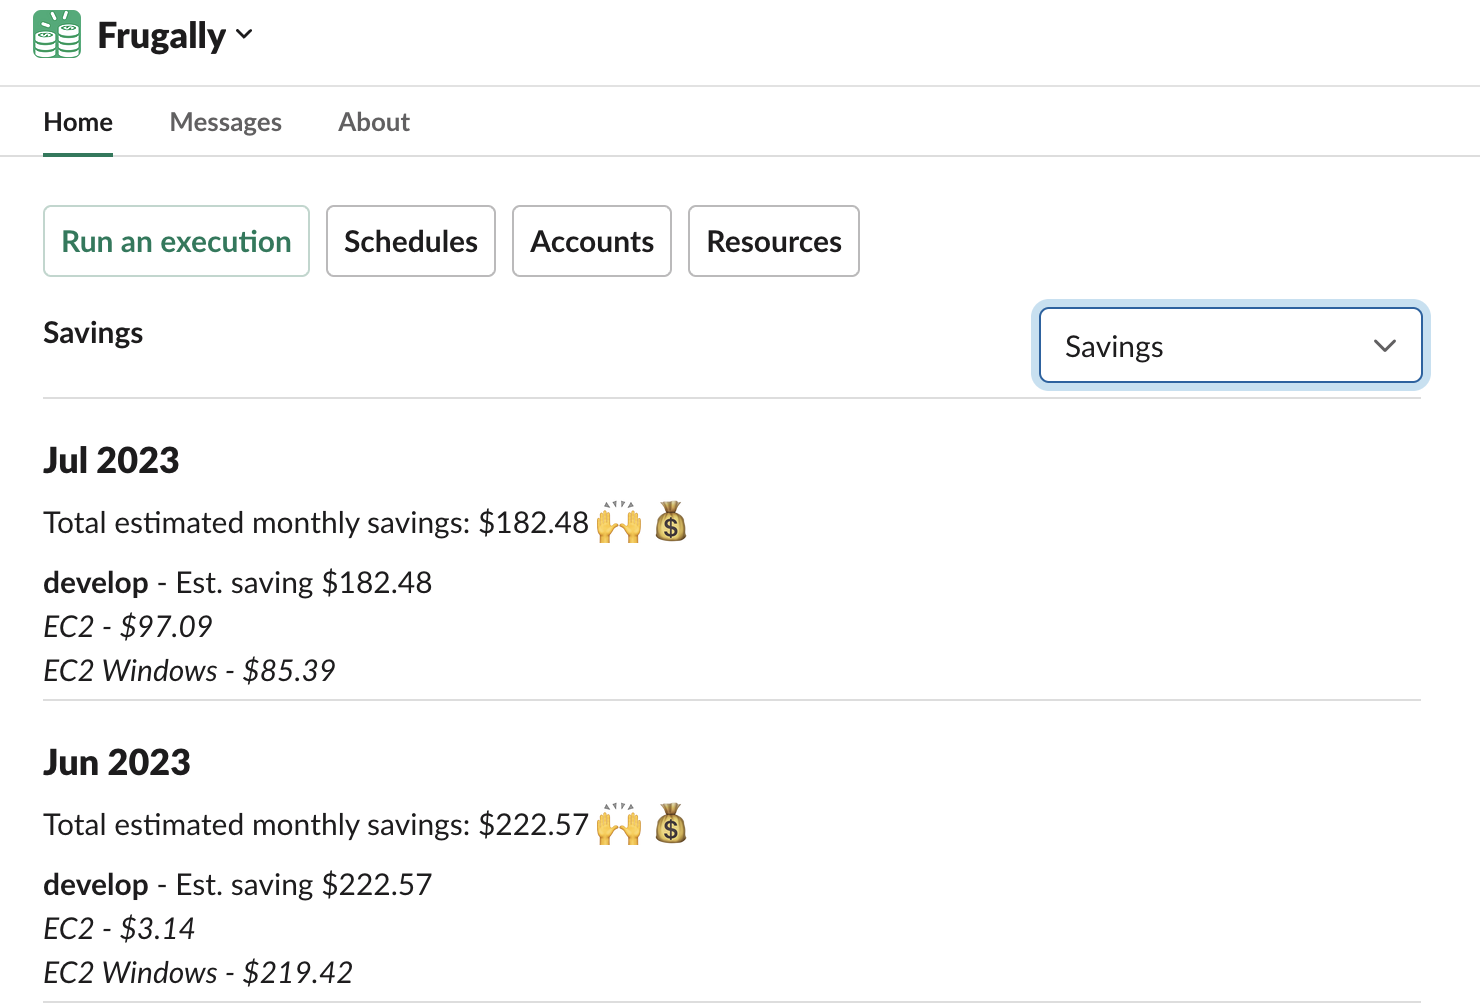 Frugally
Home Messages About
Run an execution Schedules Accounts Resources
Savings
Savings
Jul 2023
Total estimated monthly savings: $182.48
develop - Est. saving $182.48
EC2 - $97.09
EC2 Windows - $85.39
Jun 2023
Total estimated monthly savings: $222.57
develop - Est. saving $222.57
EC2 - $3.14
EC2 Windows - $219.42